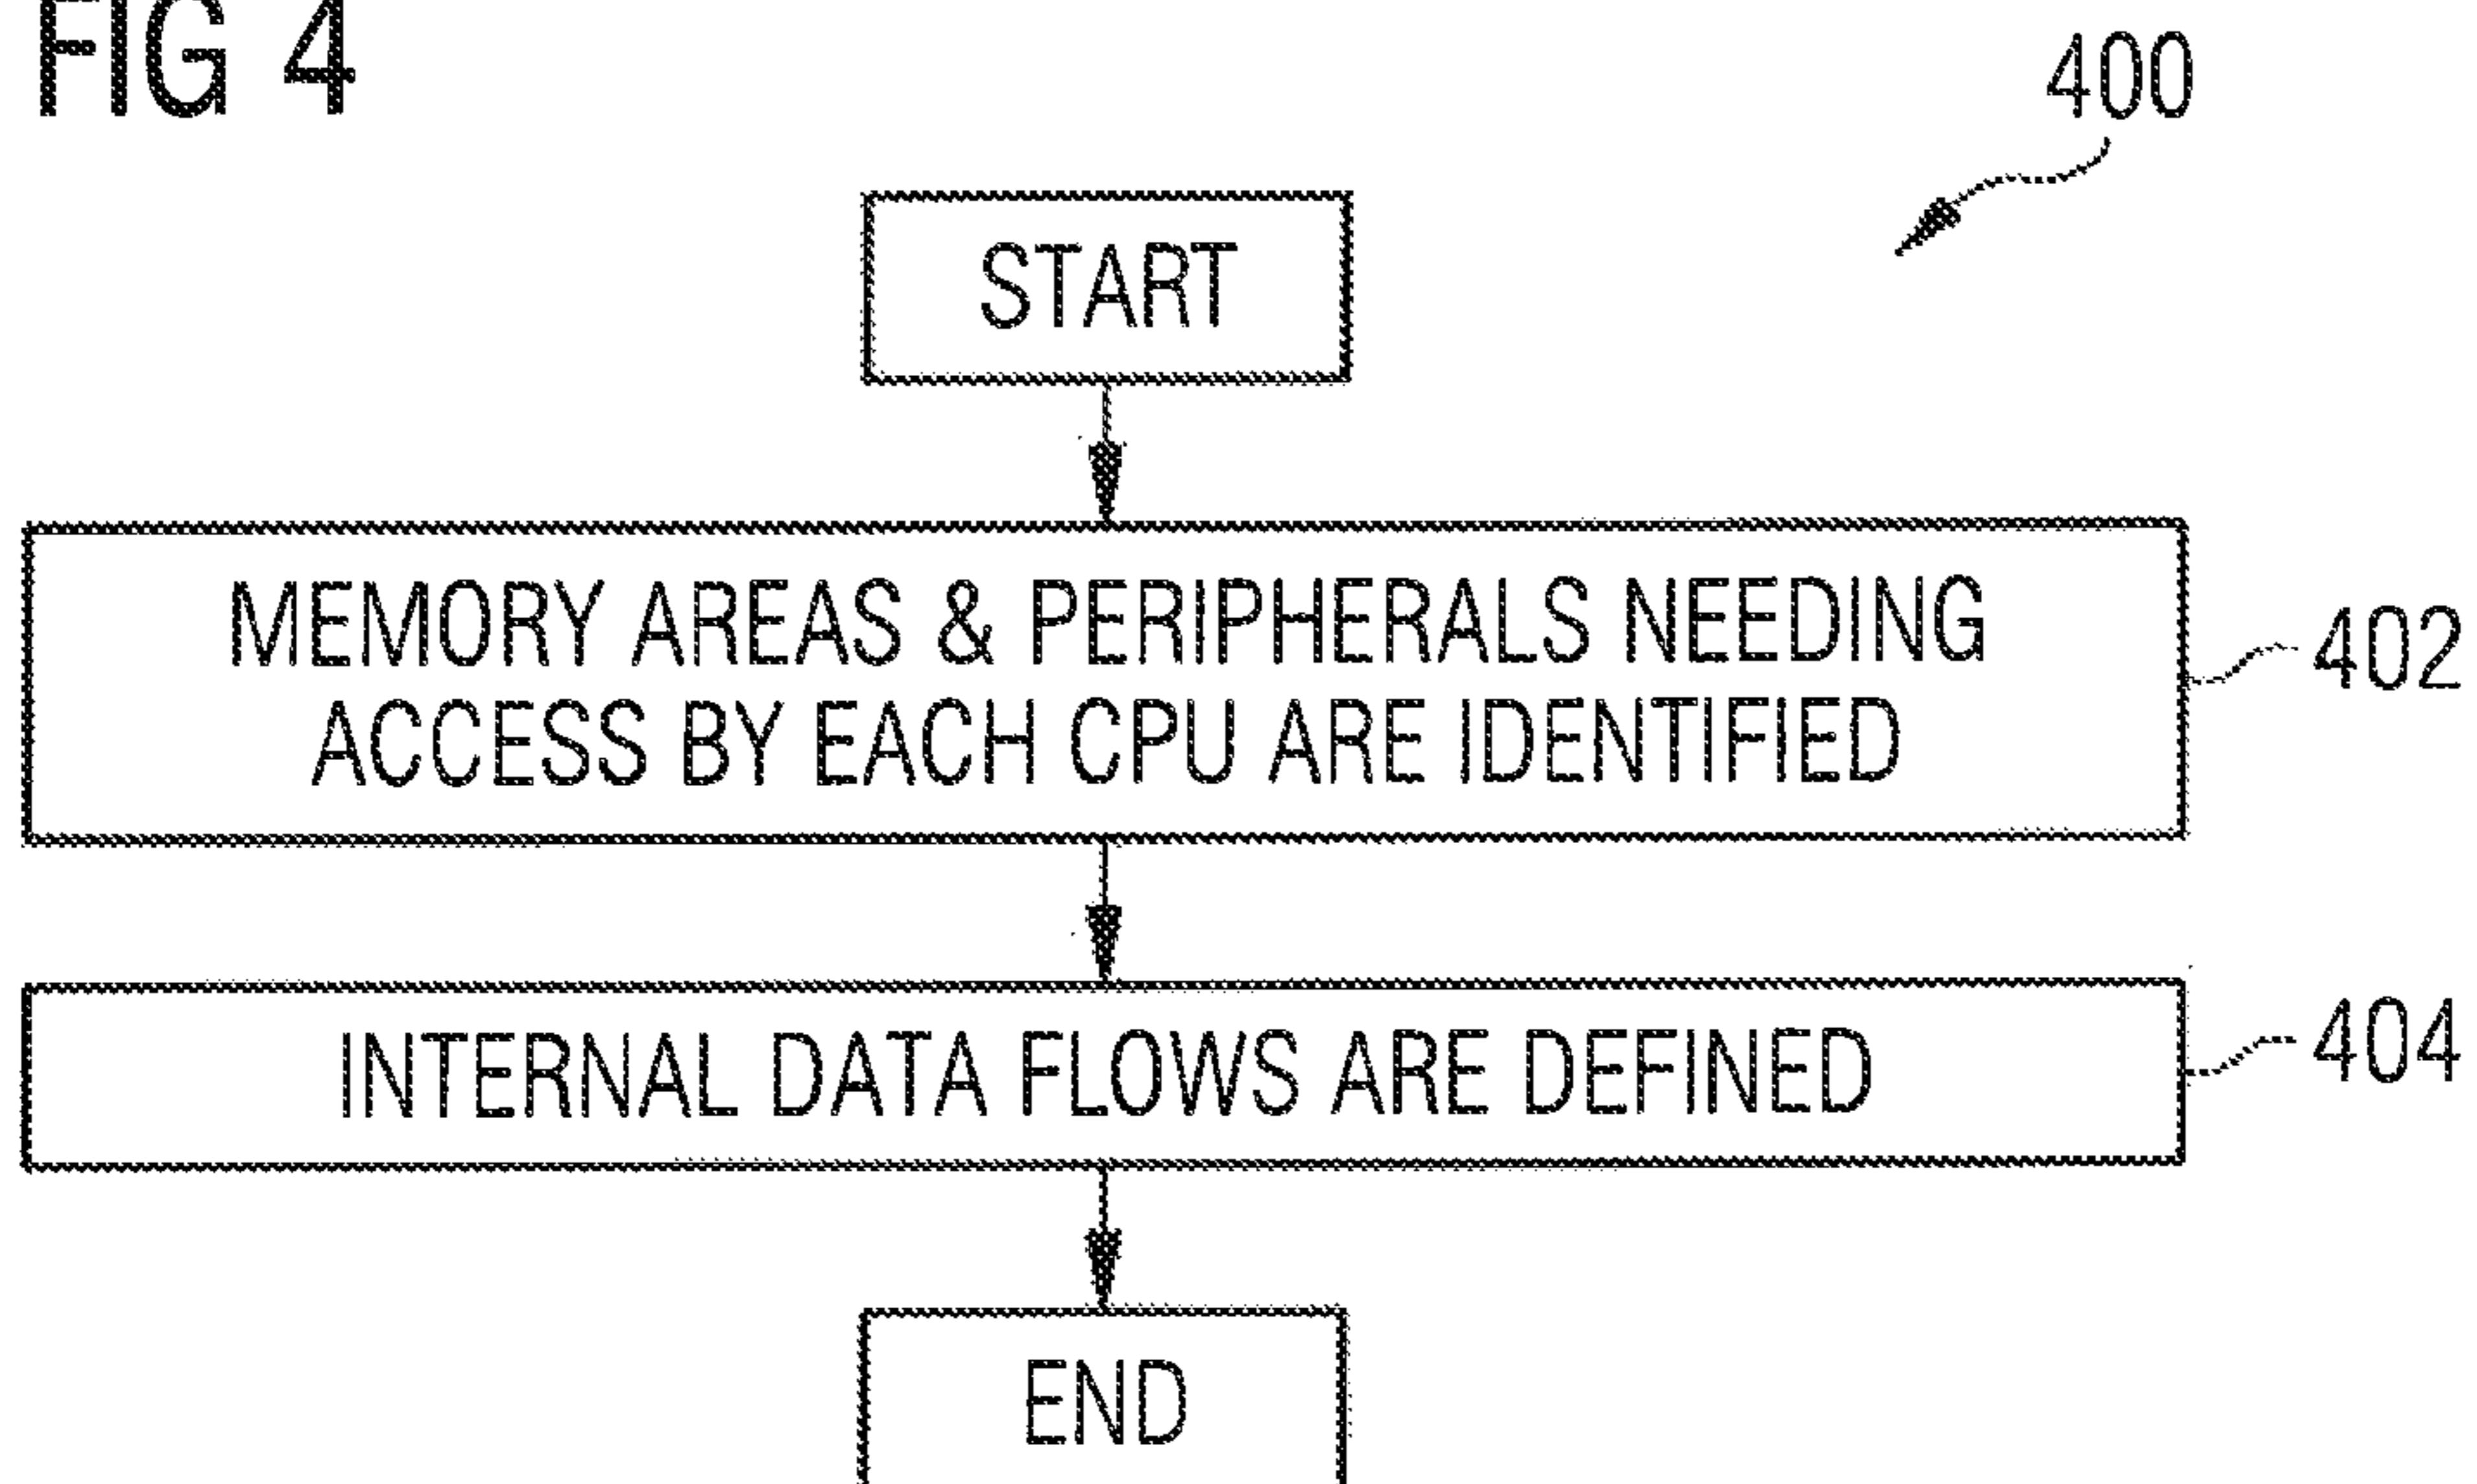 FIG 4
400
START
MEMORY AREAS & PERIPHERALS NEEDING
ACCESS BY EACH CPU ARE IDENTIFIED
402
INTERNAL DATA FLOWS ARE DEFINED
404
END